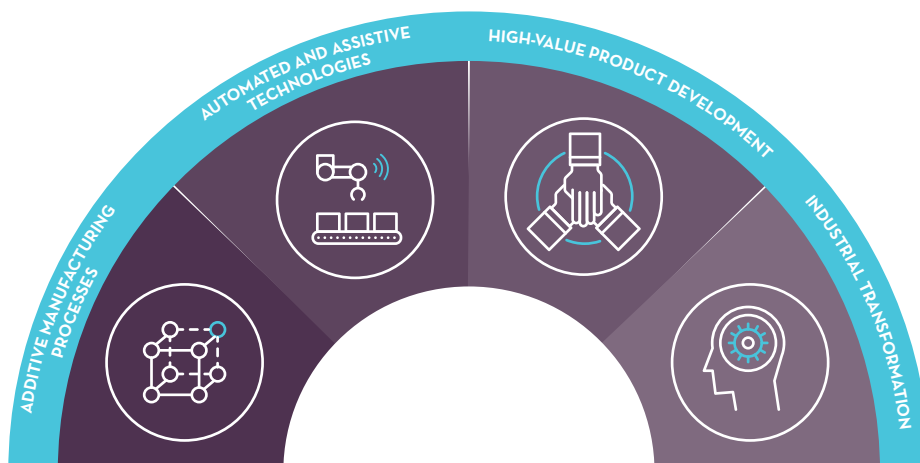 ADDITIVE MANUFACTURING
PROCESSES
AUTOMATED AND ASSISTIVE
TECHNOLOGIES
HIGH-VALUE PRODUCT DEVELOPMENT
INDUSTRIAL TRANSFORMATION